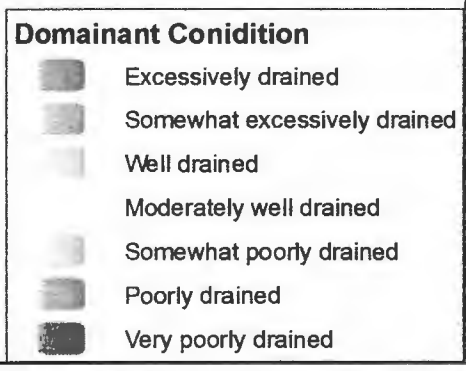 Domainant Conidition
Excessively drained
Somewhat excessively drained
Well drained
Moderately well drained
Somewhat poorly drained
Poorly drained
Very poorly drained